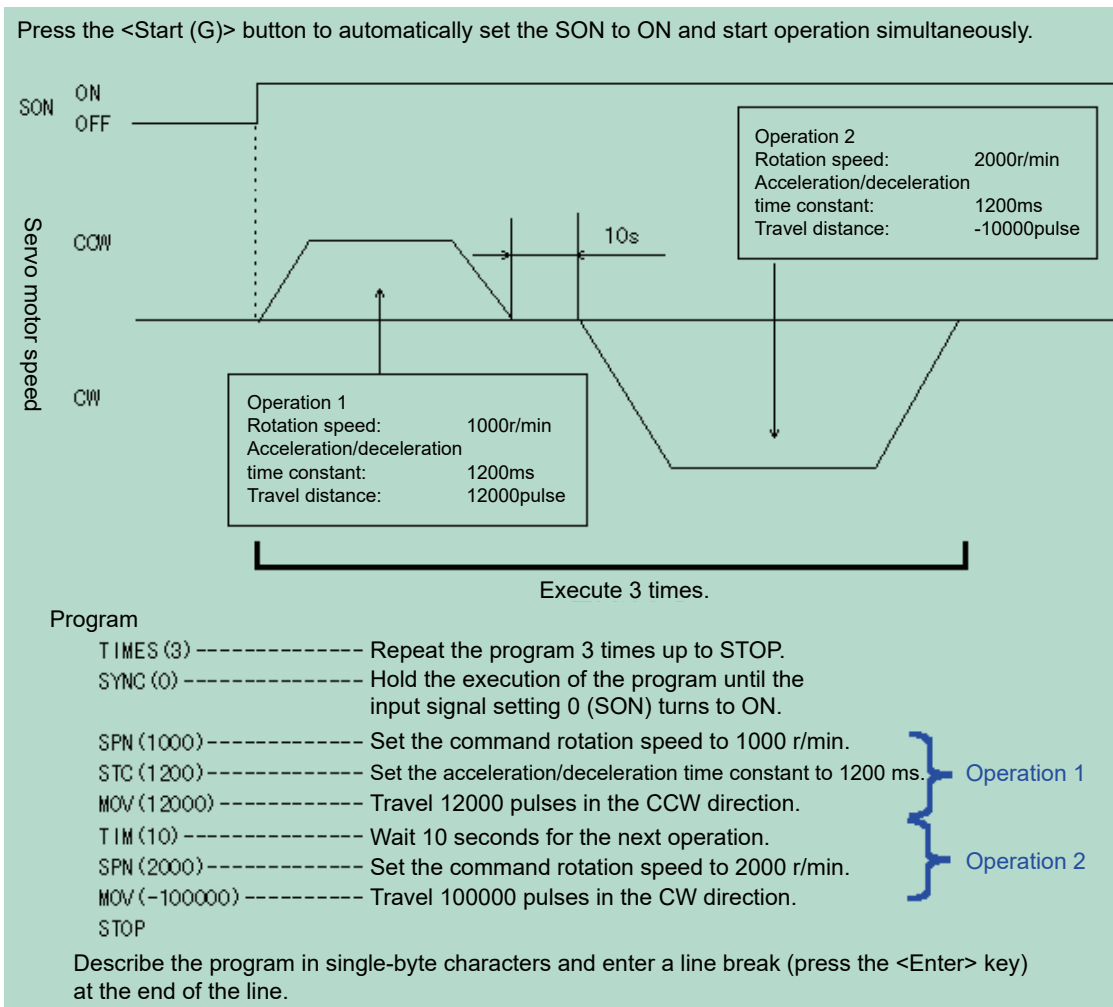 Press the <Start (G)> button to automatically set the SON to ON and start operation simultaneously.
SON
ON
OFF
Servo motor speed
CCW
CW
10s
Operation 2
Rotation speed: 2000r/min
Acceleration/deceleration
time constant: 1200ms
Travel distance: -10000pulse
Operation 1
Rotation speed: 1000r/min
Acceleration/deceleration
time constant: 1200ms
Travel distance: 12000pulse
Execute 3 times.
Program
TIMES(3)-------------- Repeat the program 3 times up to STOP.
SYNC(0)--------------- Hold the execution of the program until the
input signal setting 0 (SON) turns to ON.
SPN(1000)------------- Set the command rotation speed to 1000 r/min.
STC(1200)------------- Set the acceleration/deceleration time constant to 1200 ms.
MOV(12000)------------ Travel 12000 pulses in the CCW direction.
Operation 1
TIM(10)--------------- Wait 10 seconds for the next operation.
SPN(2000)------------- Set the command rotation speed to 2000 r/min.
MOV(-100000)---------- Travel 100000 pulses in the CW direction.
Operation 2
STOP
Describe the program in single-byte characters and enter a line break (press the <Enter> key)
at the end of the line.